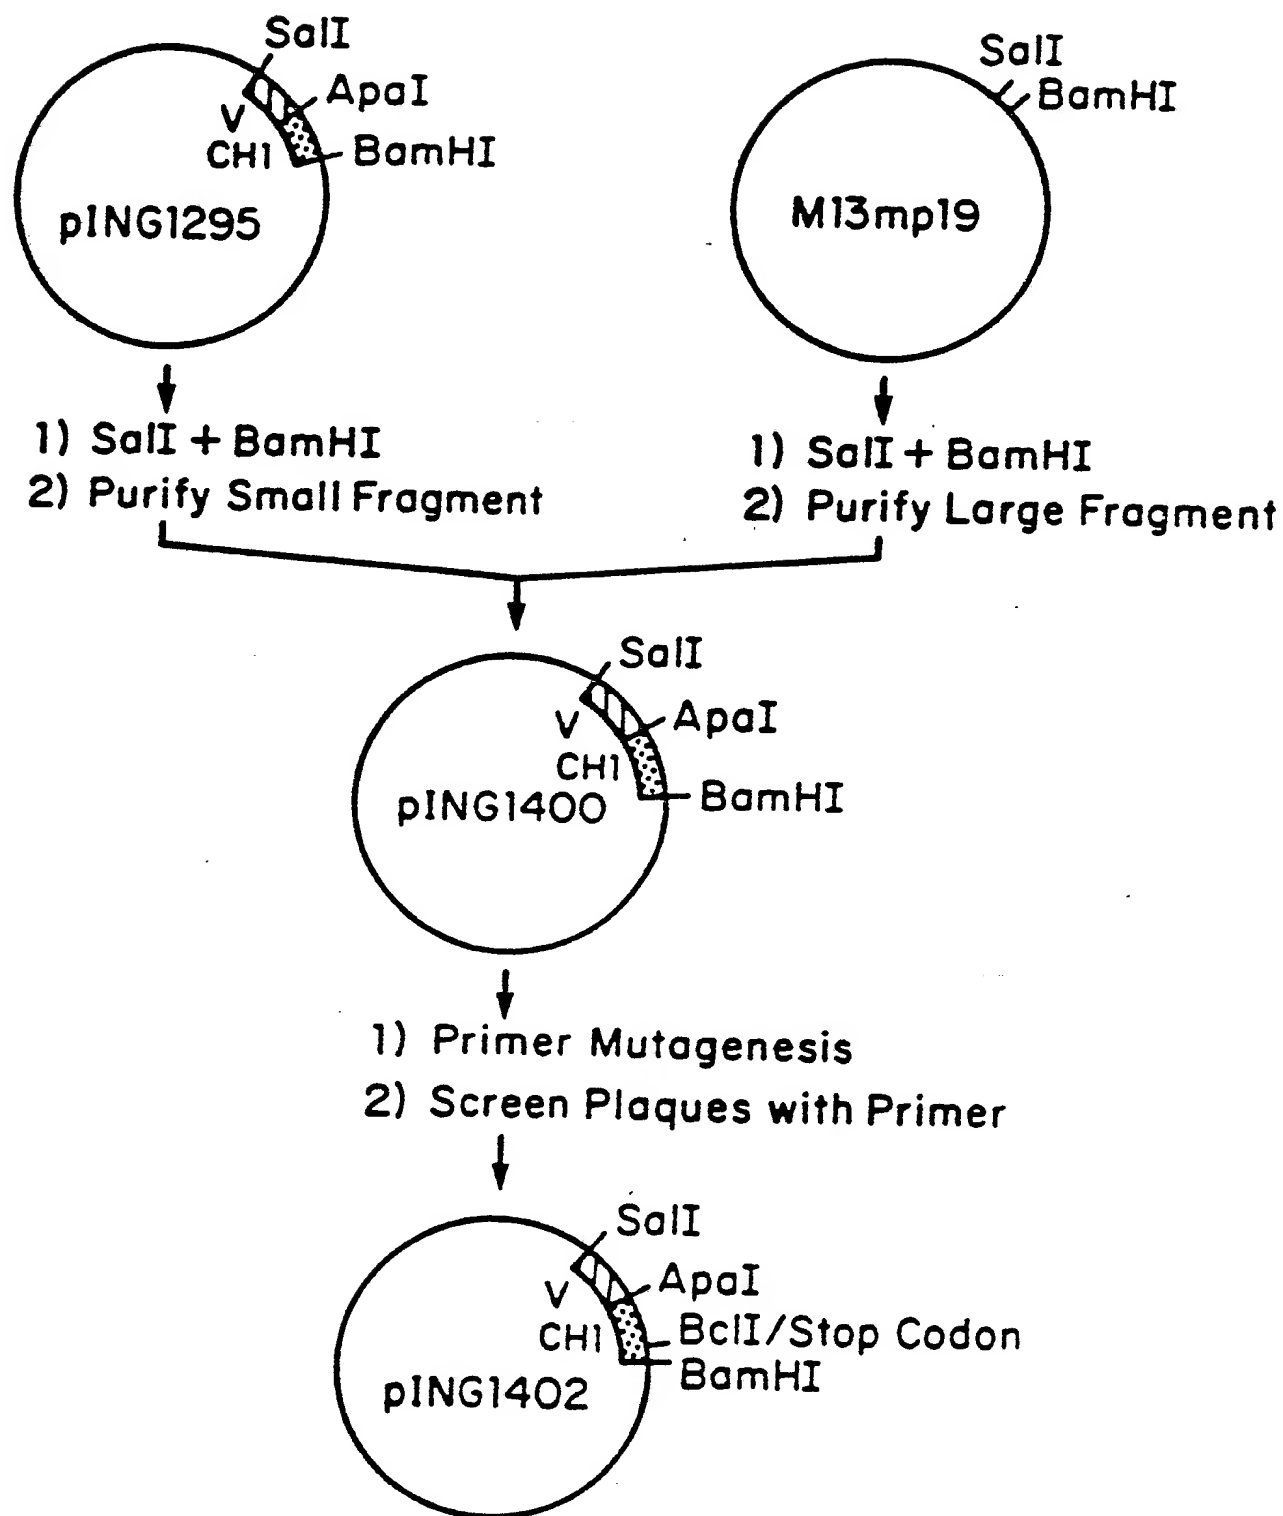 SalI
ApaI
V
CH1
BamHI
pING1295
SalI
BamHI
M13mp19
1) SalI + BamHI
2) Purify Small Fragment
1) SalI + BamHI
2) Purify Large Fragment
SalI
V
ApaI
CH1
BamHI
pING1400
1) Primer Mutagenesis
2) Screen Plaques with Primer
SalI
V
ApaI
CH1
BclI/Stop Codon
BamHI
pING1402